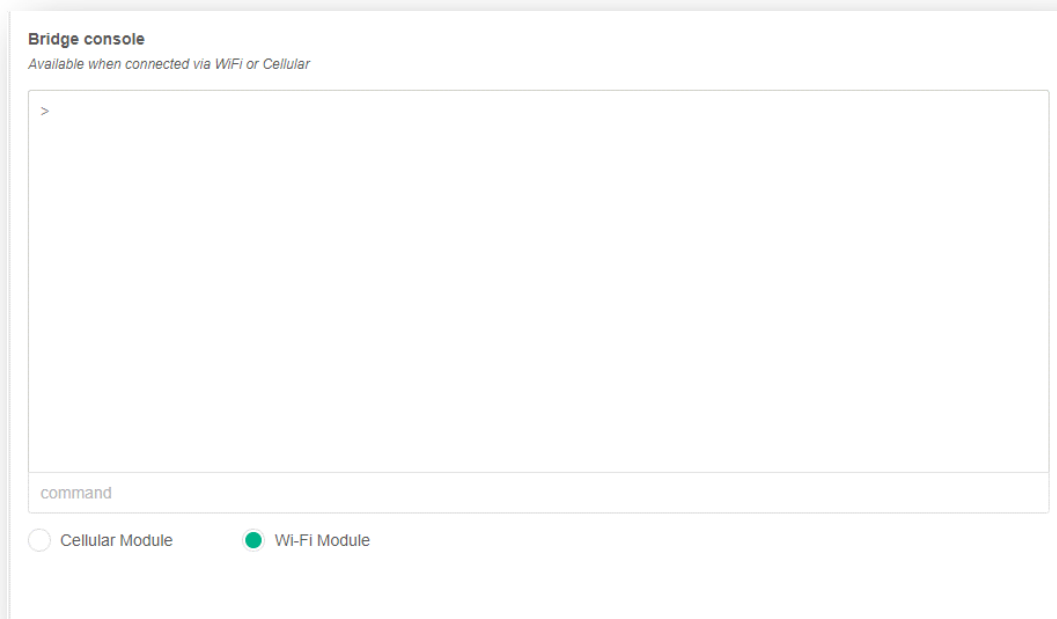 Bridge console
Available when connected via WiFi or Cellular
>
command
Cellular Module Wi-Fi Module